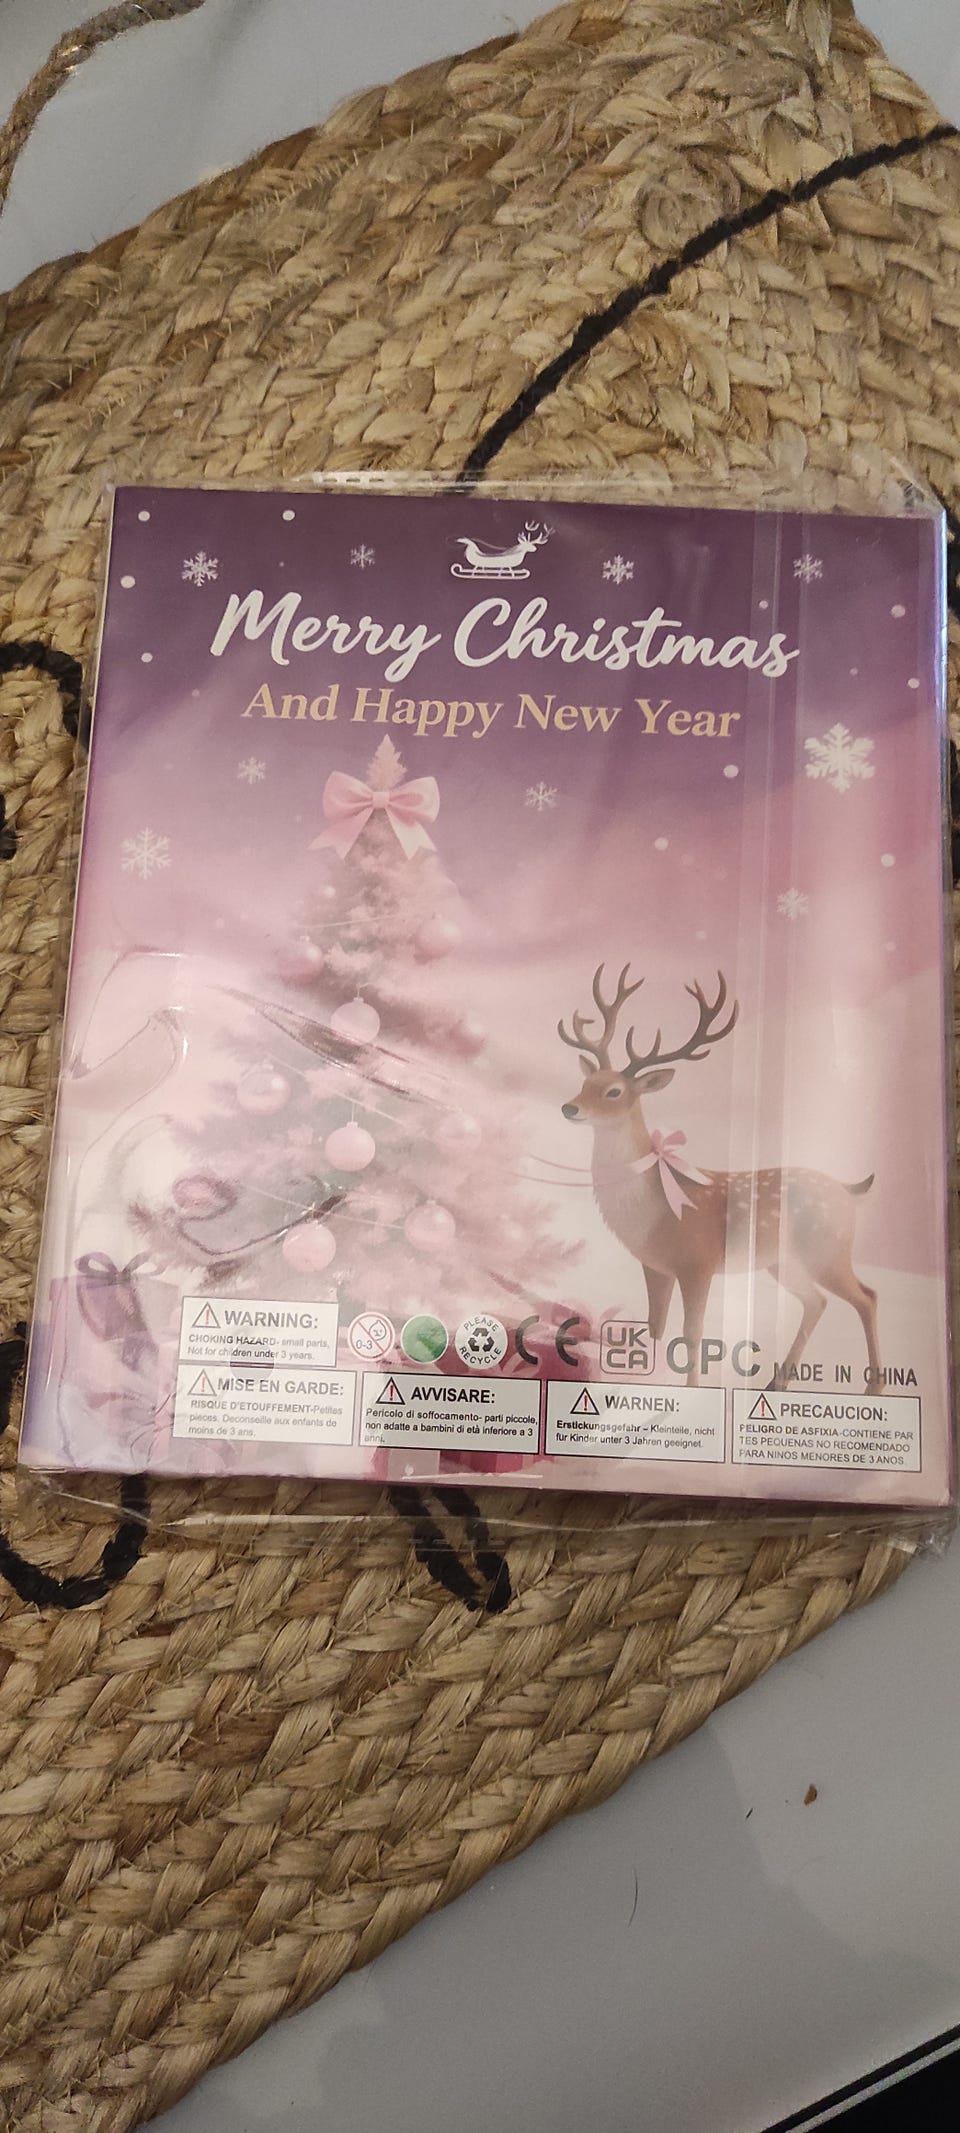 Merry Christmas
And Happy New Year
WARNING:
CHOKING HAZARD- small parts.
Not for children under 3 years.
0-3
PLEASE
RECYCLE
CE
UK
CA
CPC
MADE IN CHINA
MISE EN GARDE:
RISQUE D'ETOUFFEMENT-Petites
pieces. Deconseille aux enfants de
moins de 3 ans.
AVVISARE:
Pericolo di soffocamento- parti piccole,
non adatte a bambini di età inferiore a 3
anni.
WARNEN:
Erstickungsgefahr – Kleinteile, nicht
für Kinder unter 3 Jahren geeignet.
PRECAUCION:
PELIGRO DE ASFIXIA-CONTIENE PAR
TES PEQUENAS NO RECOMENDADO
PARA NINOS MENORES DE 3 ANOS.